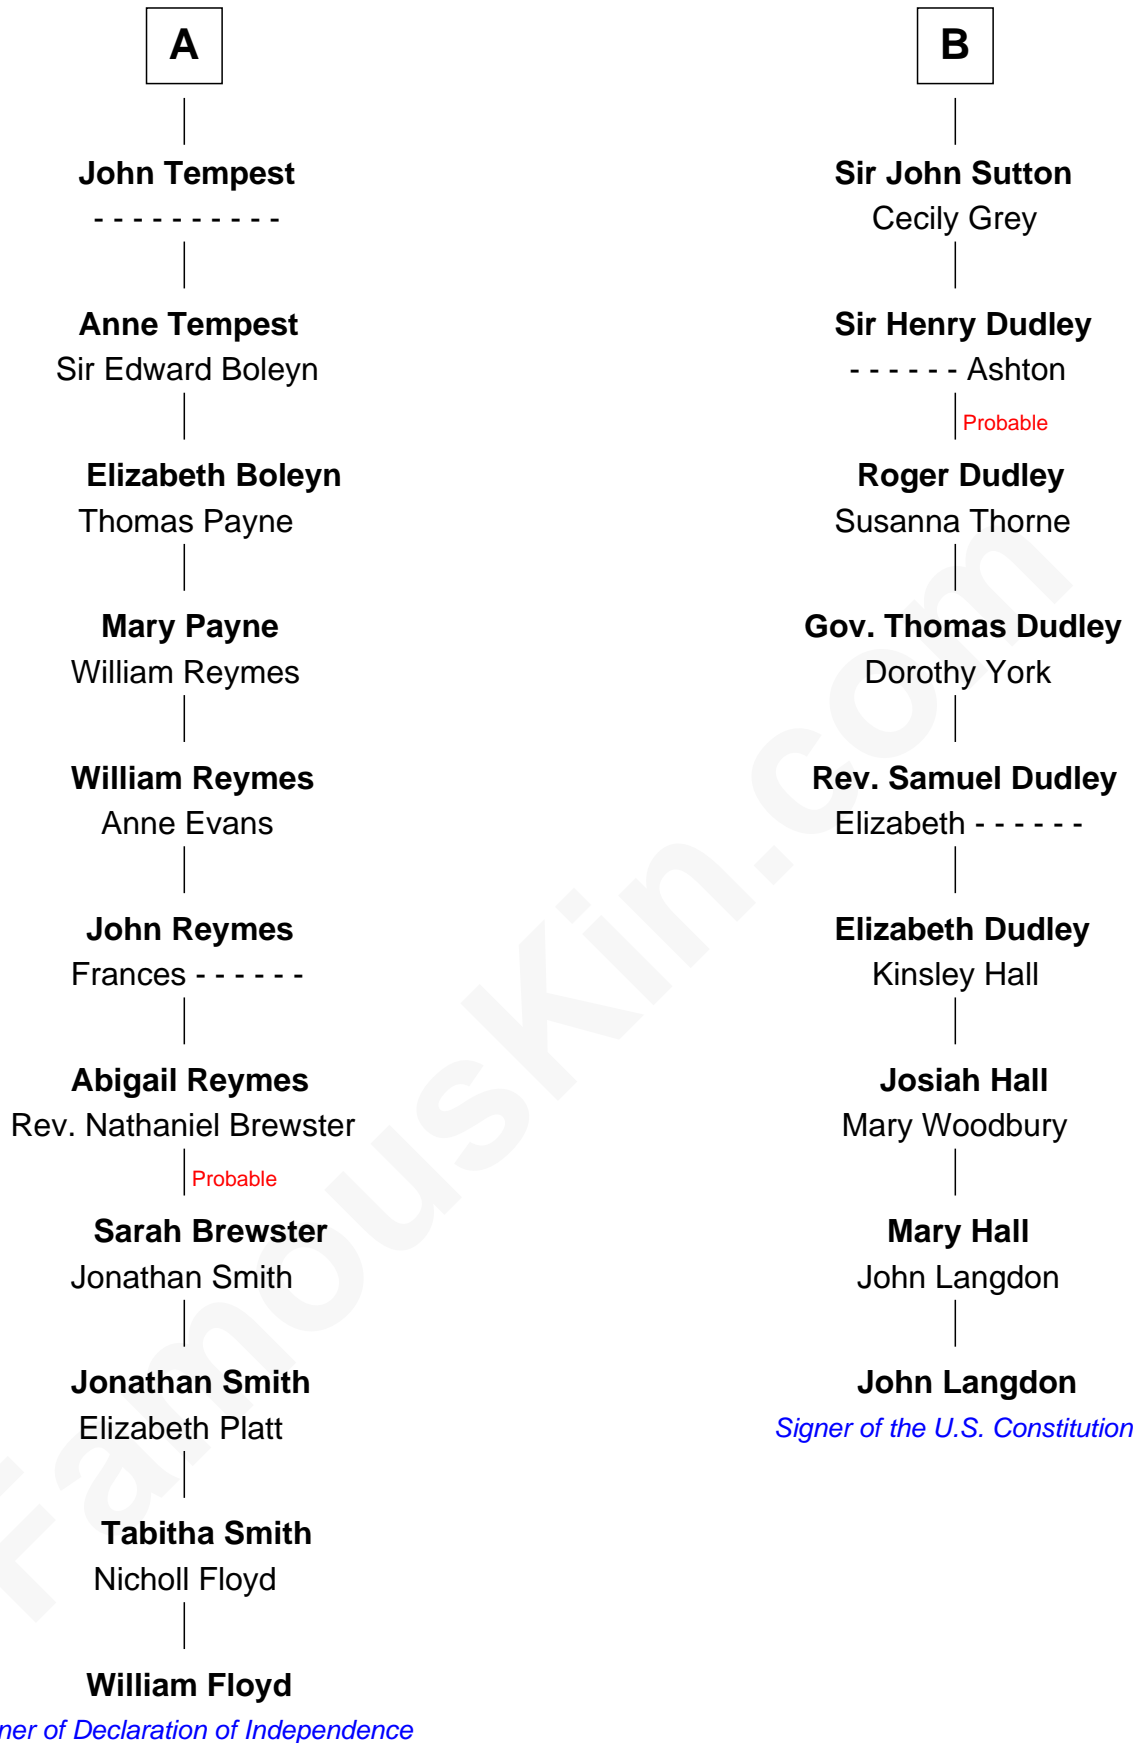 A
John Tempest
- - - - - - - - - -
Anne Tempest
Sir Edward Boleyn
Elizabeth Boleyn
Thomas Payne
Mary Payne
William Reymes
William Reymes
Anne Evans
John Reymes
Frances - - - - - -
Abigail Reymes
Rev. Nathaniel Brewster
Probable
Sarah Brewster
Jonathan Smith
Jonathan Smith
Elizabeth Platt
Tabitha Smith
Nicholl Floyd
William Floyd
ner of Declaration of Independence
B
Sir John Sutton
Cecily Grey
Sir Henry Dudley
- - - - - - Ashton
Probable
Roger Dudley
Susanna Thorne
Gov. Thomas Dudley
Dorothy York
Rev. Samuel Dudley
Elizabeth - - - - - -
Elizabeth Dudley
Kinsley Hall
Josiah Hall
Mary Woodbury
Mary Hall
John Langdon
John Langdon
Signer of the U.S. Constitution
FamousKin.com